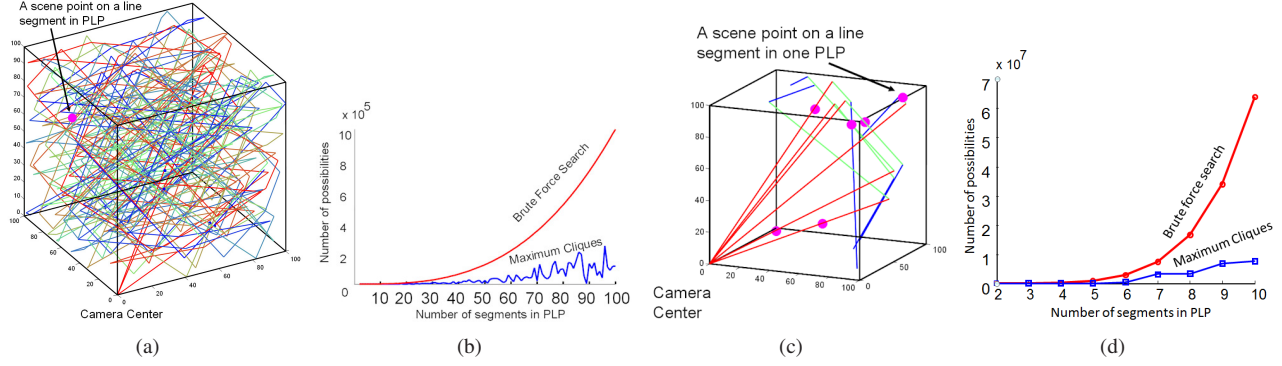 A scene point on a line
segment in PLP
100
90
80
70
60
50
40
30
20
10
0
100
80
60
40
20
0
0
20
40
60
80
100
Camera Center
(a)
x 10^5
10
8
6
4
2
0
Number of possibilities
Brute Force Search
Maximum Cliques
10 20 30 40 50 60 70 80 90 100
Number of segments in PLP
(b)
A scene point on a line
segment in one PLP
100
80
60
40
20
0
0 20 40 60 80 100
0
50
100
Camera
Center
(c)
x 10^7
7
6
5
4
3
2
1
0
Number of possibilities
Brute force search
Maximum Cliques
2 3 4 5 6 7 8 9 10
Number of segments in PLP
(d)